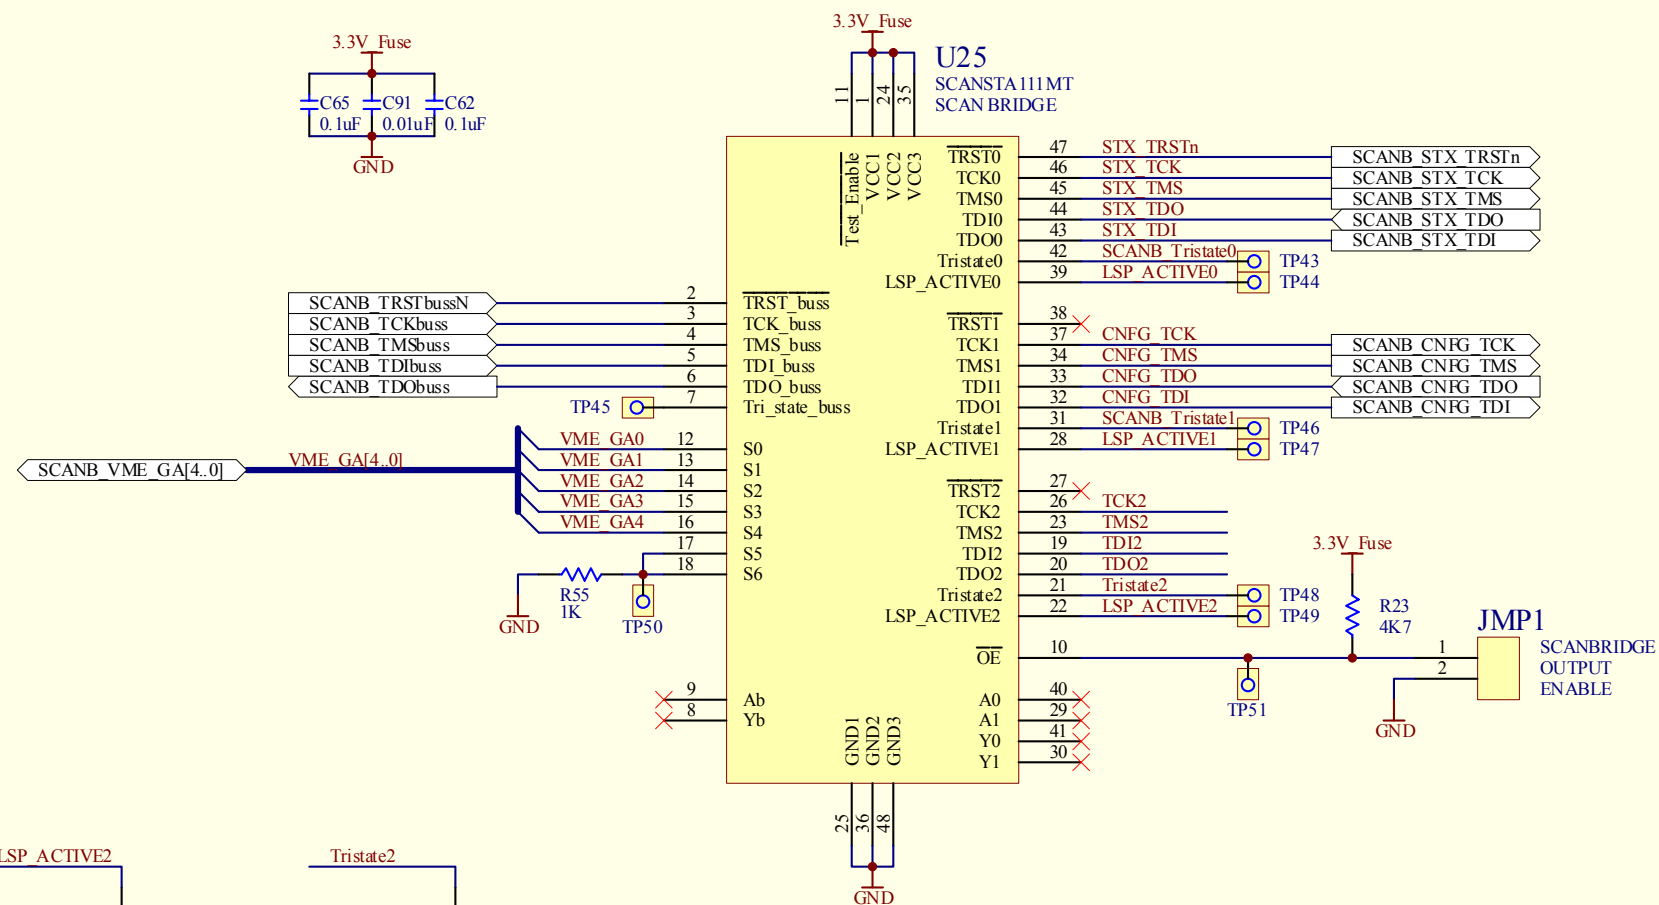 3.3V_Fuse
C65
0.1uF
C91
0.01uF
C62
0.1uF
GND
3.3V_Fuse
U25
SCANSTA111MT
SCAN BRIDGE
11
1
24
35
Test_Enable
VCC1
VCC2
VCC3
SCANB_TRSTbussN
SCANB_TCKbuss
SCANB_TMSbuss
SCANB_TDIbuss
SCANB_TDObuss
TP45
2
3
4
5
6
7
TRST_buss
TCK_buss
TMS_buss
TDI_buss
TDO_buss
Tri_state_buss
SCANB_VME_GA[4..0]
VME_GA[4..0]
VME_GA0
VME_GA1
VME_GA2
VME_GA3
VME_GA4
12
13
14
15
16
17
18
S0
S1
S2
S3
S4
S5
S6
R55
1K
GND
TP50
9
8
Ab
Yb
TRST0 47 STX_TRSTn SCANB_STX_TRSTn
TCK0 46 STX_TCK SCANB_STX_TCK
TMS0 45 STX_TMS SCANB_STX_TMS
TDI0 44 STX_TDO SCANB_STX_TDO
TDO0 43 STX_TDI SCANB_STX_TDI
Tristate0 42 SCANB_Tristate0 TP43
LSP_ACTIVE0 39 LSP_ACTIVE0 TP44
TRST1 38
TCK1 37 CNFG_TCK SCANB_CNFG_TCK
TMS1 34 CNFG_TMS SCANB_CNFG_TMS
TDI1 33 CNFG_TDO SCANB_CNFG_TDO
TDO1 32 CNFG_TDI SCANB_CNFG_TDI
Tristate1 31 SCANB_Tristate1 TP46
LSP_ACTIVE1 28 LSP_ACTIVE1 TP47
TRST2 27
TCK2 26 TCK2
TMS2 23 TMS2
TDI2 19 TDI2
TDO2 20 TDO2
Tristate2 21 Tristate2 TP48
LSP_ACTIVE2 22 LSP_ACTIVE2 TP49
OE 10
TP51
3.3V_Fuse
R23
4K7
JMP1
1
2
SCANBRIDGE
OUTPUT
ENABLE
GND
A0 40
A1 29
Y0 41
Y1 30
GND1
GND2
GND3
25
36
48
GND
LSP_ACTIVE2
Tristate2